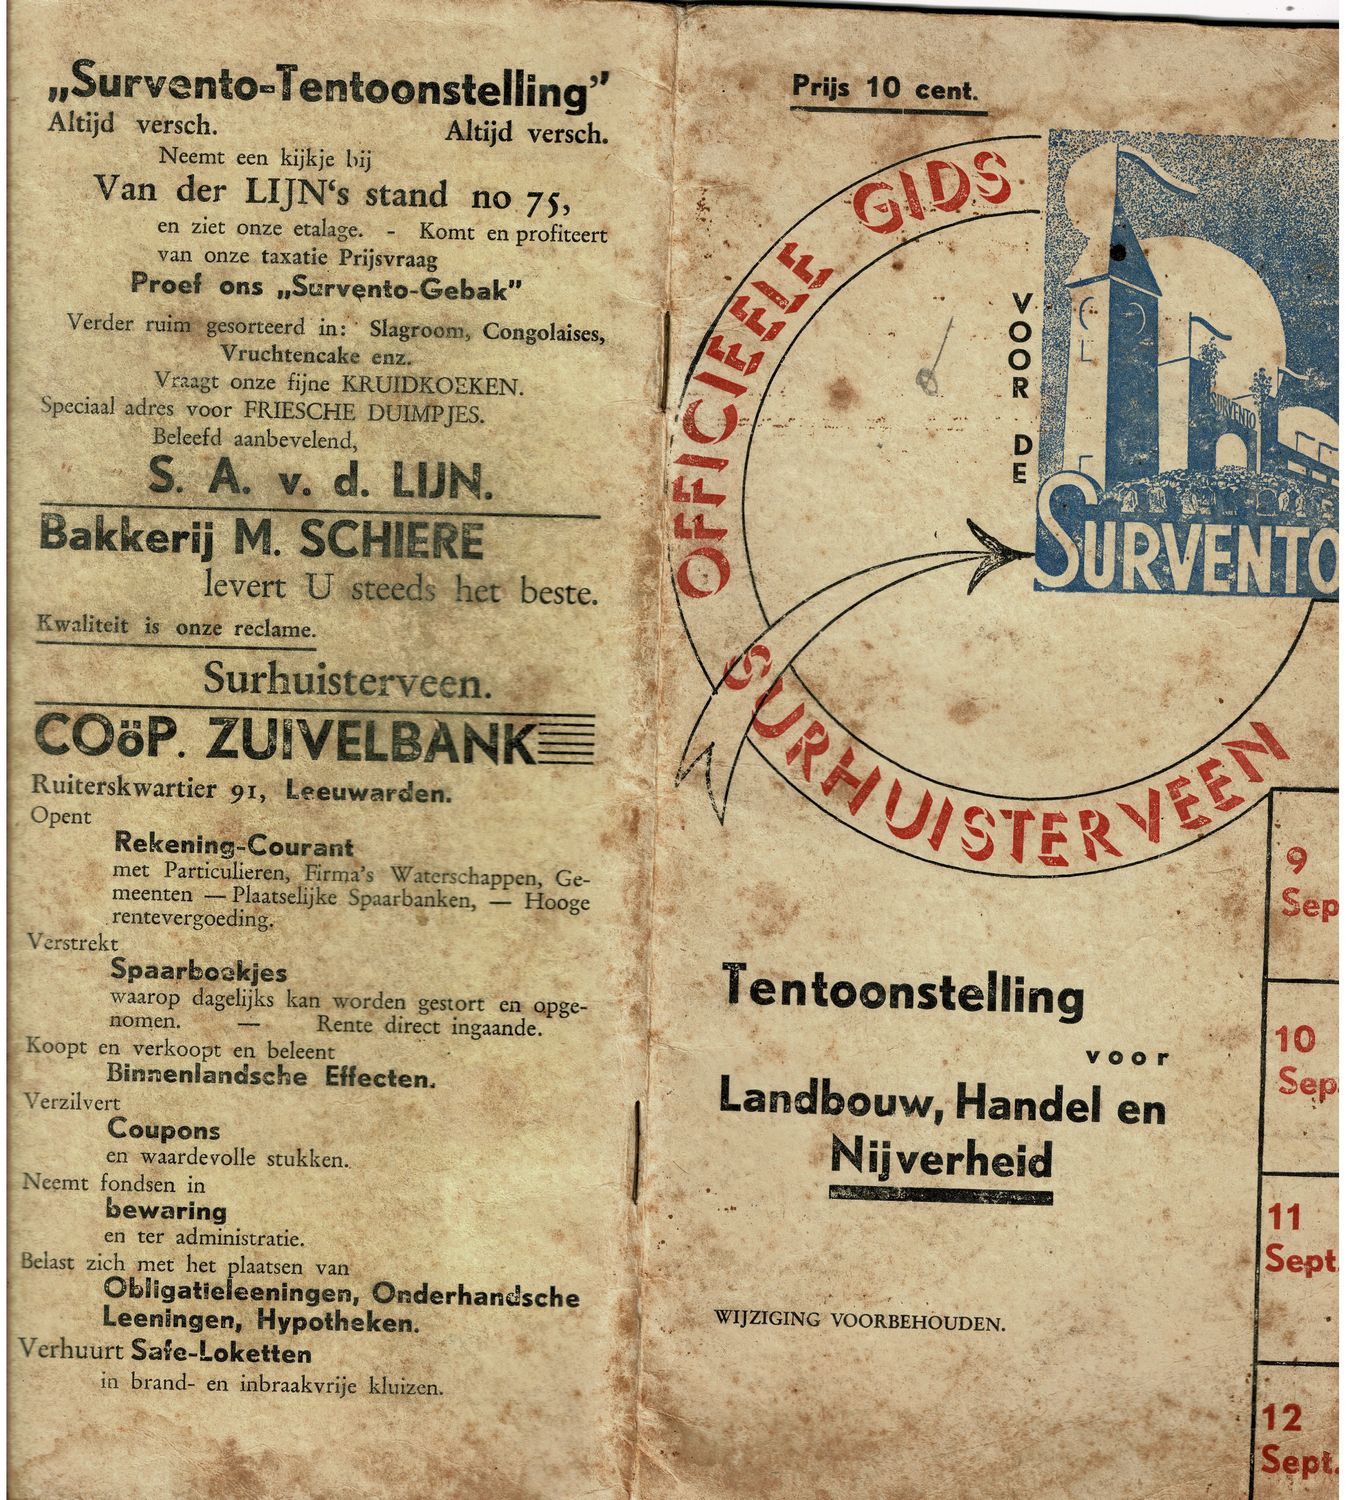 „Survento-Tentoonstelling"
Altijd versch. Altijd versch.
Neemt een kijkje bij
Van der LIJN's stand no 75,
en ziet onze etalage. - Komt en profiteert
van onze taxatie Prijsvraag
Proef ons „Survento-Gebak"
Verder ruim gesorteerd in: Slagroom, Congolaises,
Vruchtencake enz.
Vraagt onze fijne KRUIDKOEKEN.
Speciaal adres voor FRIESCHE DUIMPJES.
Beleefd aanbevelend,
S. A. v. d. LIJN.
Bakkerij M. SCHIERE
levert U steeds het beste.
Kwaliteit is onze reclame.
Surhuisterveen.
COöP. ZUIVELBANK
Ruiterskwartier 91, Leeuwarden.
Opent
Rekening-Courant
met Particulieren, Firma's Waterschappen, Ge-
meenten — Plaatselijke Spaarbanken, — Hooge
rentevergoeding.
Verstrekt
Spaarboekjes
waarop dagelijks kan worden gestort en opge-
nomen. — Rente direct ingaande.
Koopt en verkoopt en beleent
Binnenlandsche Effecten.
Verzilvert
Coupons
en waardevolle stukken.
Neemt fondsen in
bewaring
en ter administratie.
Belast zich met het plaatsen van
Obligatieleeningen, Onderhandsche
Leeningen, Hypotheken.
Verhuurt Safe-Loketten
in brand- en inbraakvrije kluizen.
Prijs 10 cent.
OFFICIEELE GIDS
VOOR DE
SURVENTO
SURVENTO
SURHUISTERVEEN
Tentoonstelling
voor
Landbouw, Handel en
Nijverheid
WIJZIGING VOORBEHOUDEN.
9
Sep
10
Sep
11
Sept.
12
Sept.